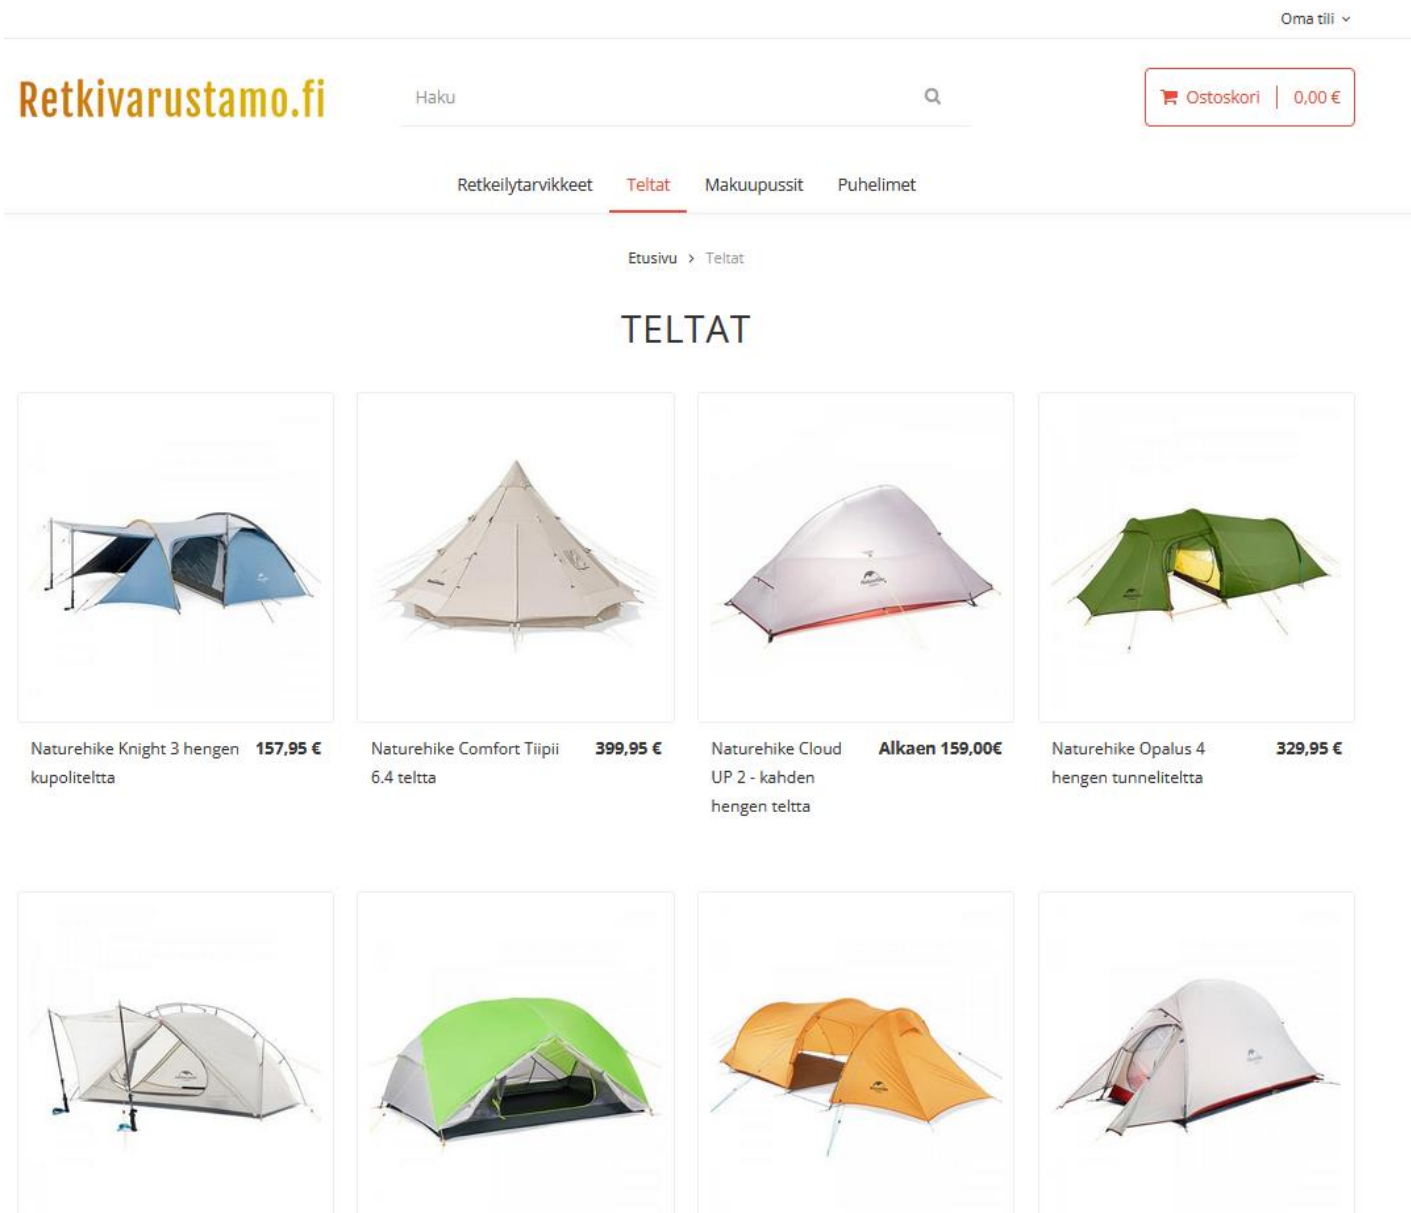 Oma tili
Retkivarustamo.fi
Haku
Ostoskori 0,00 €
Retkeilytarvikkeet Teltat Makuupussit Puhelimet
Etusivu > Teltat
TELTAT
Naturehike Knight 3 hengen 157,95 €
kupoliteltta
Naturehike Comfort Tiipii 399,95 €
6.4 teltta
Naturehike Cloud Alkaen 159,00€
UP 2 - kahden
hengen teltta
Naturehike Opalus 4 329,95 €
hengen tunneliteltta